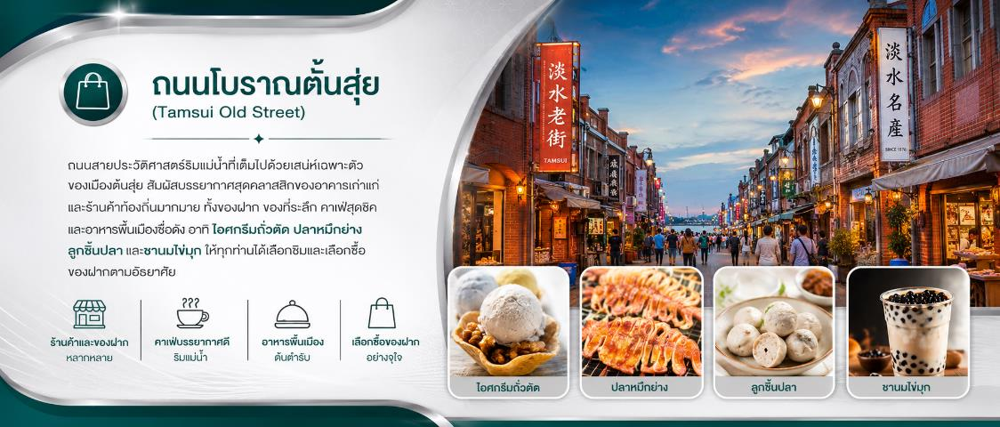 ถนนโบราณตั้นสุ่ย
(Tamsui Old Street)
ถนนสายประวัติศาสตร์ริมแม่น้ำที่เต็มไปด้วยเสน่ห์เฉพาะตัว
ของเมืองตันสุ่ย สัมผัสบรรยากาศสุดคลาสสิกของอาคารเก่าแก่
และร้านค้าท้องถิ่นมากมาย ทั้งของฝาก ของที่ระลึก คาเฟ่สุดชิค
และอาหารพื้นเมืองชื่อดัง อาทิ ไอศกรีมถั่วตัด ปลาหมึกย่าง
ลูกชิ้นปลา และชานมไข่มุก ให้ทุกท่านได้เลือกชิมและเลือกซื้อ
ของฝากตามอัธยาศัย
ร้านค้าและของฝาก
หลากหลาย
คาเฟ่บรรยากาศดี
ริมแม่น้ำ
อาหารพื้นเมือง
ต้นตำรับ
เลือกซื้อของฝาก
อย่างจุใจ
淡水老街
TAMSUI
淡水名産
SINCE 1976
ไอศกรีมถั่วตัด
ปลาหมึกย่าง
ลูกชิ้นปลา
ชานมไข่มุก